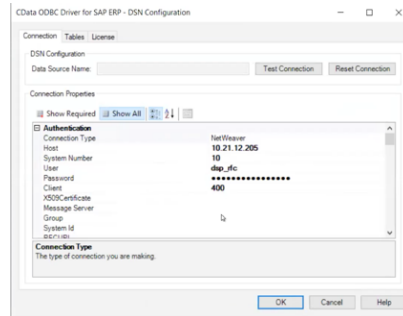 CData ODBC Driver for SAP ERP - DSN Configuration
Connection Tables License
DSN Configuration
Data Source Name: Test Connection Reset Connection
Connection Properties
Show Required Show All
Authentication
Connection Type NetWeaver
Host 10.21.12.205
System Number 10
User dsp_rfc
Password ●●●●●●●●●●●●●●●●
Client 400
X509Certificate
Message Server
Group
System Id
Connection Type
The type of connection you are making.
OK Cancel Help